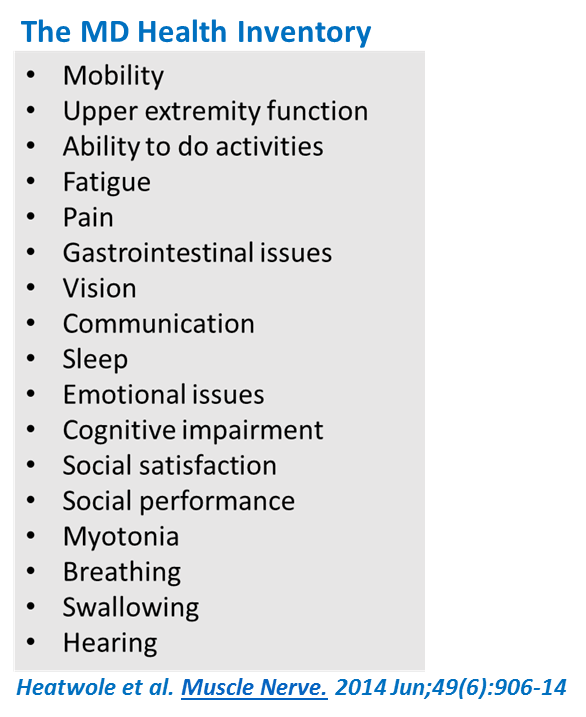 The MD Health Inventory
• Mobility
• Upper extremity function
• Ability to do activities
• Fatigue
• Pain
• Gastrointestinal issues
• Vision
• Communication
• Sleep
• Emotional issues
• Cognitive impairment
• Social satisfaction
• Social performance
• Myotonia
• Breathing
• Swallowing
• Hearing
Heatwole et al. Muscle Nerve. 2014 Jun;49(6):906-14